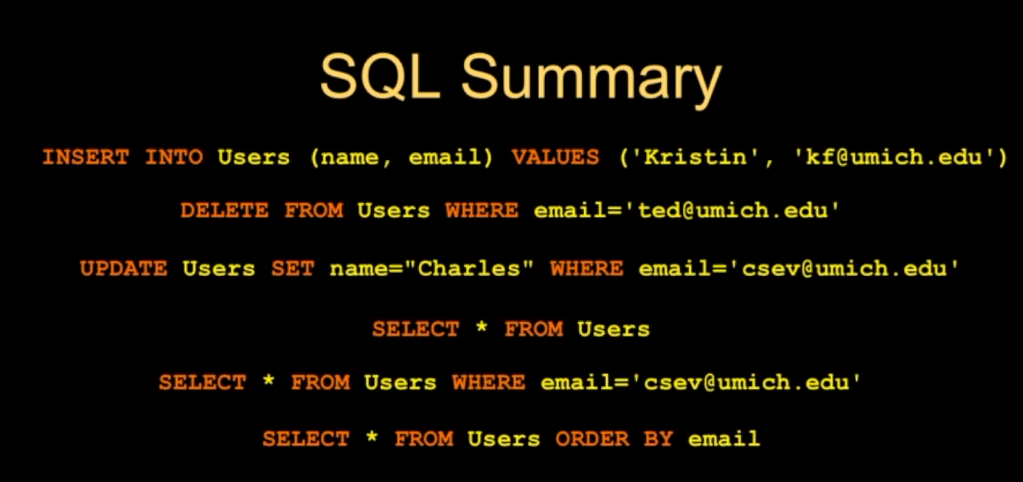 SQL Summary
INSERT INTO Users (name, email) VALUES ('Kristin', 'kf@umich.edu')
DELETE FROM Users WHERE email='ted@umich.edu'
UPDATE Users SET name="Charles" WHERE email='csev@umich.edu'
SELECT * FROM Users
SELECT * FROM Users WHERE email='csev@umich.edu'
SELECT * FROM Users ORDER BY email